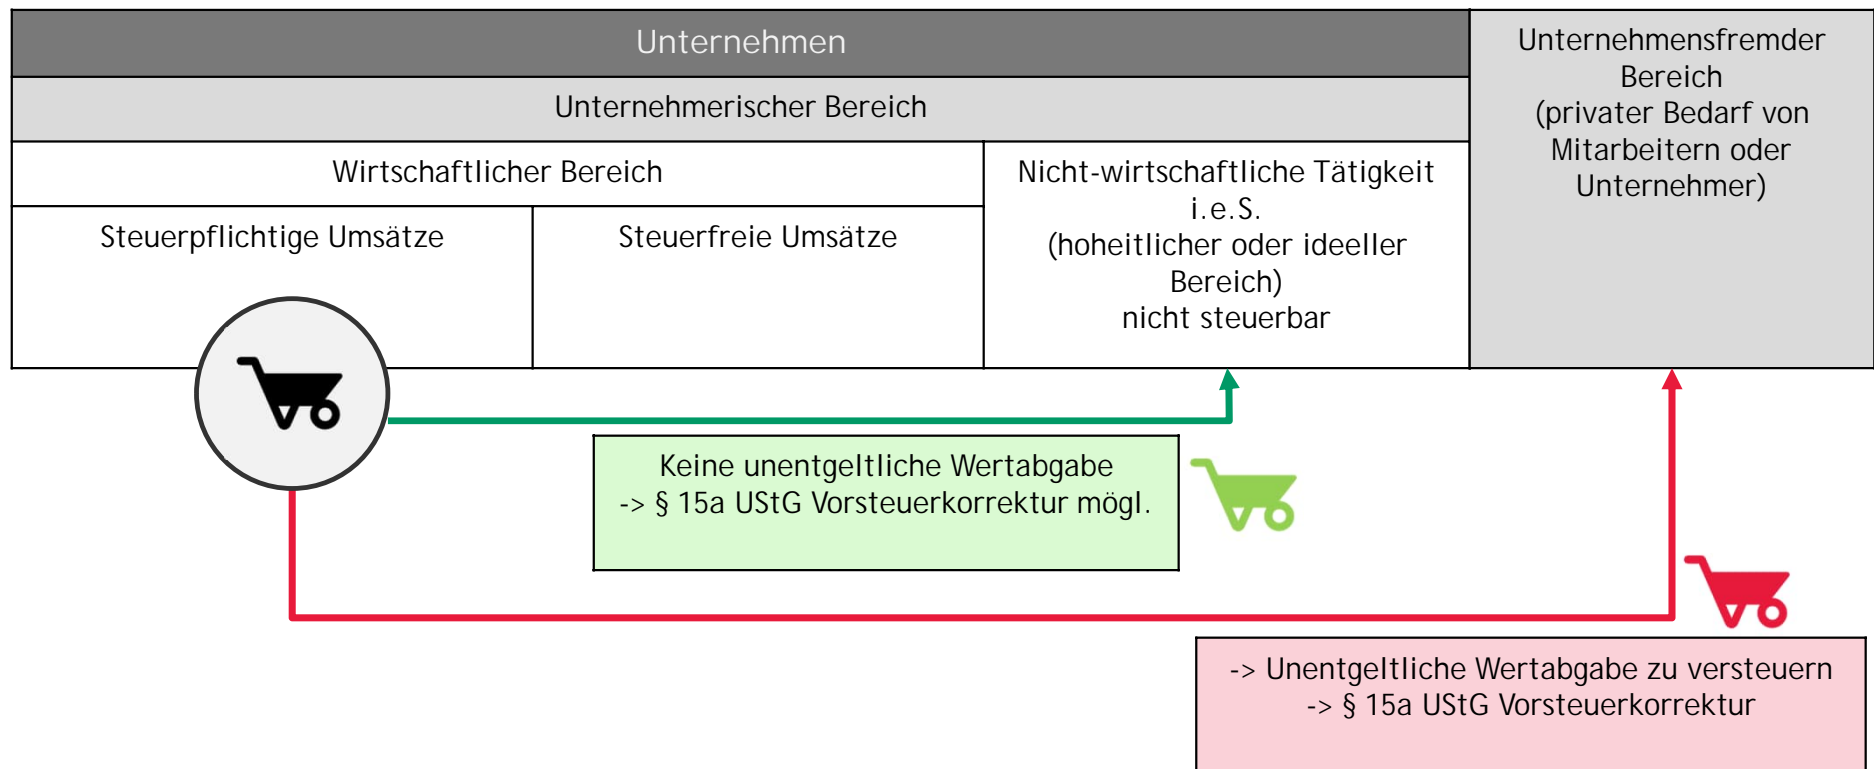 Unternehmen
Unternehmerischer Bereich
Wirtschaftlicher Bereich
Steuerpflichtige Umsätze
Steuerfreie Umsätze
Nicht-wirtschaftliche Tätigkeit
i.e.S.
(hoheitlicher oder ideeller
Bereich)
nicht steuerbar
Unternehmensfremder
Bereich
(privater Bedarf von
Mitarbeitern oder
Unternehmer)
Keine unentgeltliche Wertabgabe
-> § 15a UStG Vorsteuerkorrektur mögl.
-> Unentgeltliche Wertabgabe zu versteuern
-> § 15a UStG Vorsteuerkorrektur